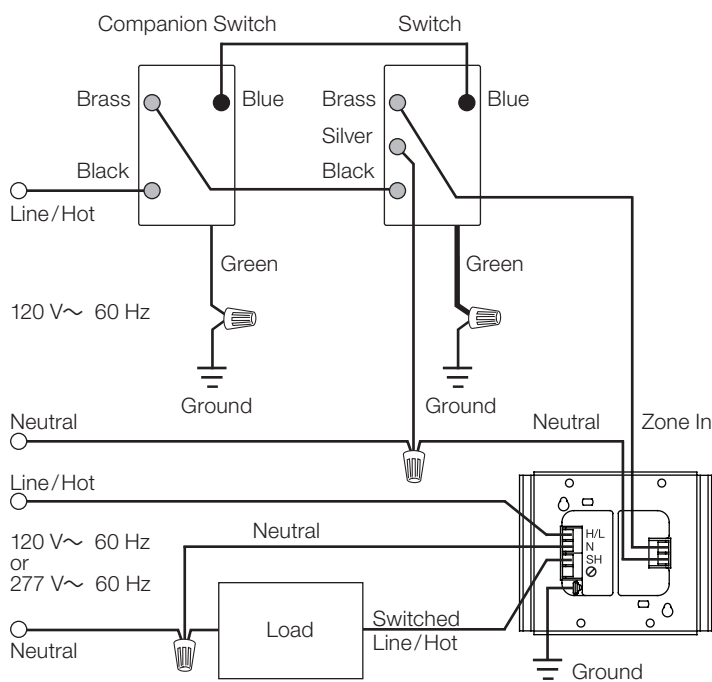 Companion Switch
Switch
Brass
Blue
Brass
Blue
Silver
Black
Black
Line/Hot
Green
Green
120 V~ 60 Hz
Ground
Ground
Neutral
Neutral
Zone In
Line/Hot
H/L
N
SH
120 V~ 60 Hz
or
277 V~ 60 Hz
Neutral
Load
Switched
Line/Hot
Neutral
Ground